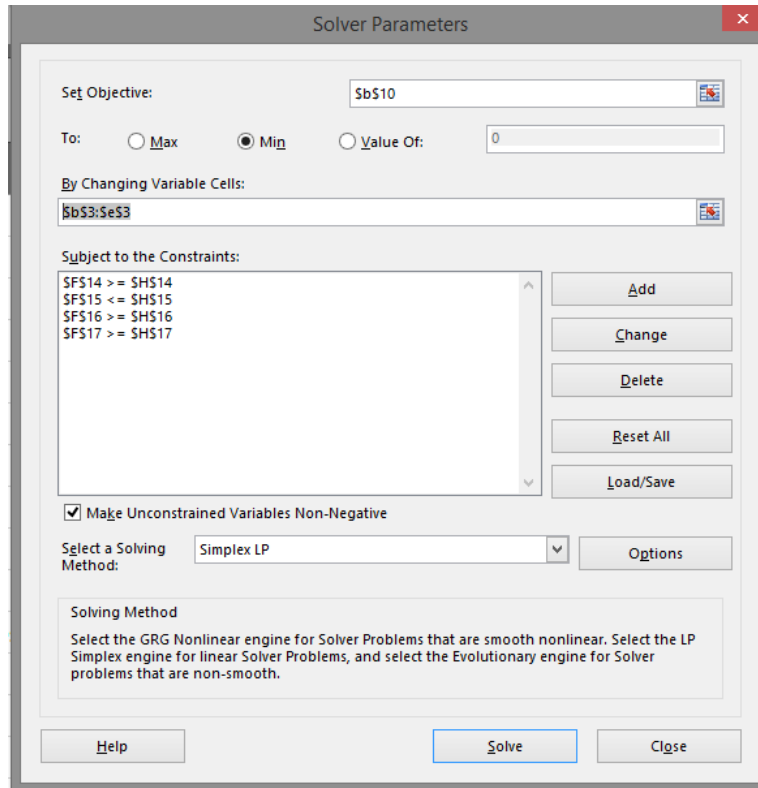 Solver Parameters
Set Objective:
$b$10
To:
Max
Min
Value Of:
0
By Changing Variable Cells:
$b$3:$e$3
Subject to the Constraints:
$F$14 >= $H$14
$F$15 <= $H$15
$F$16 >= $H$16
$F$17 >= $H$17
Add
Change
Delete
Reset All
Load/Save
Make Unconstrained Variables Non-Negative
Select a Solving
Method:
Simplex LP
Options
Solving Method
Select the GRG Nonlinear engine for Solver Problems that are smooth nonlinear. Select the LP
Simplex engine for linear Solver Problems, and select the Evolutionary engine for Solver
problems that are non-smooth.
Help
Solve
Close